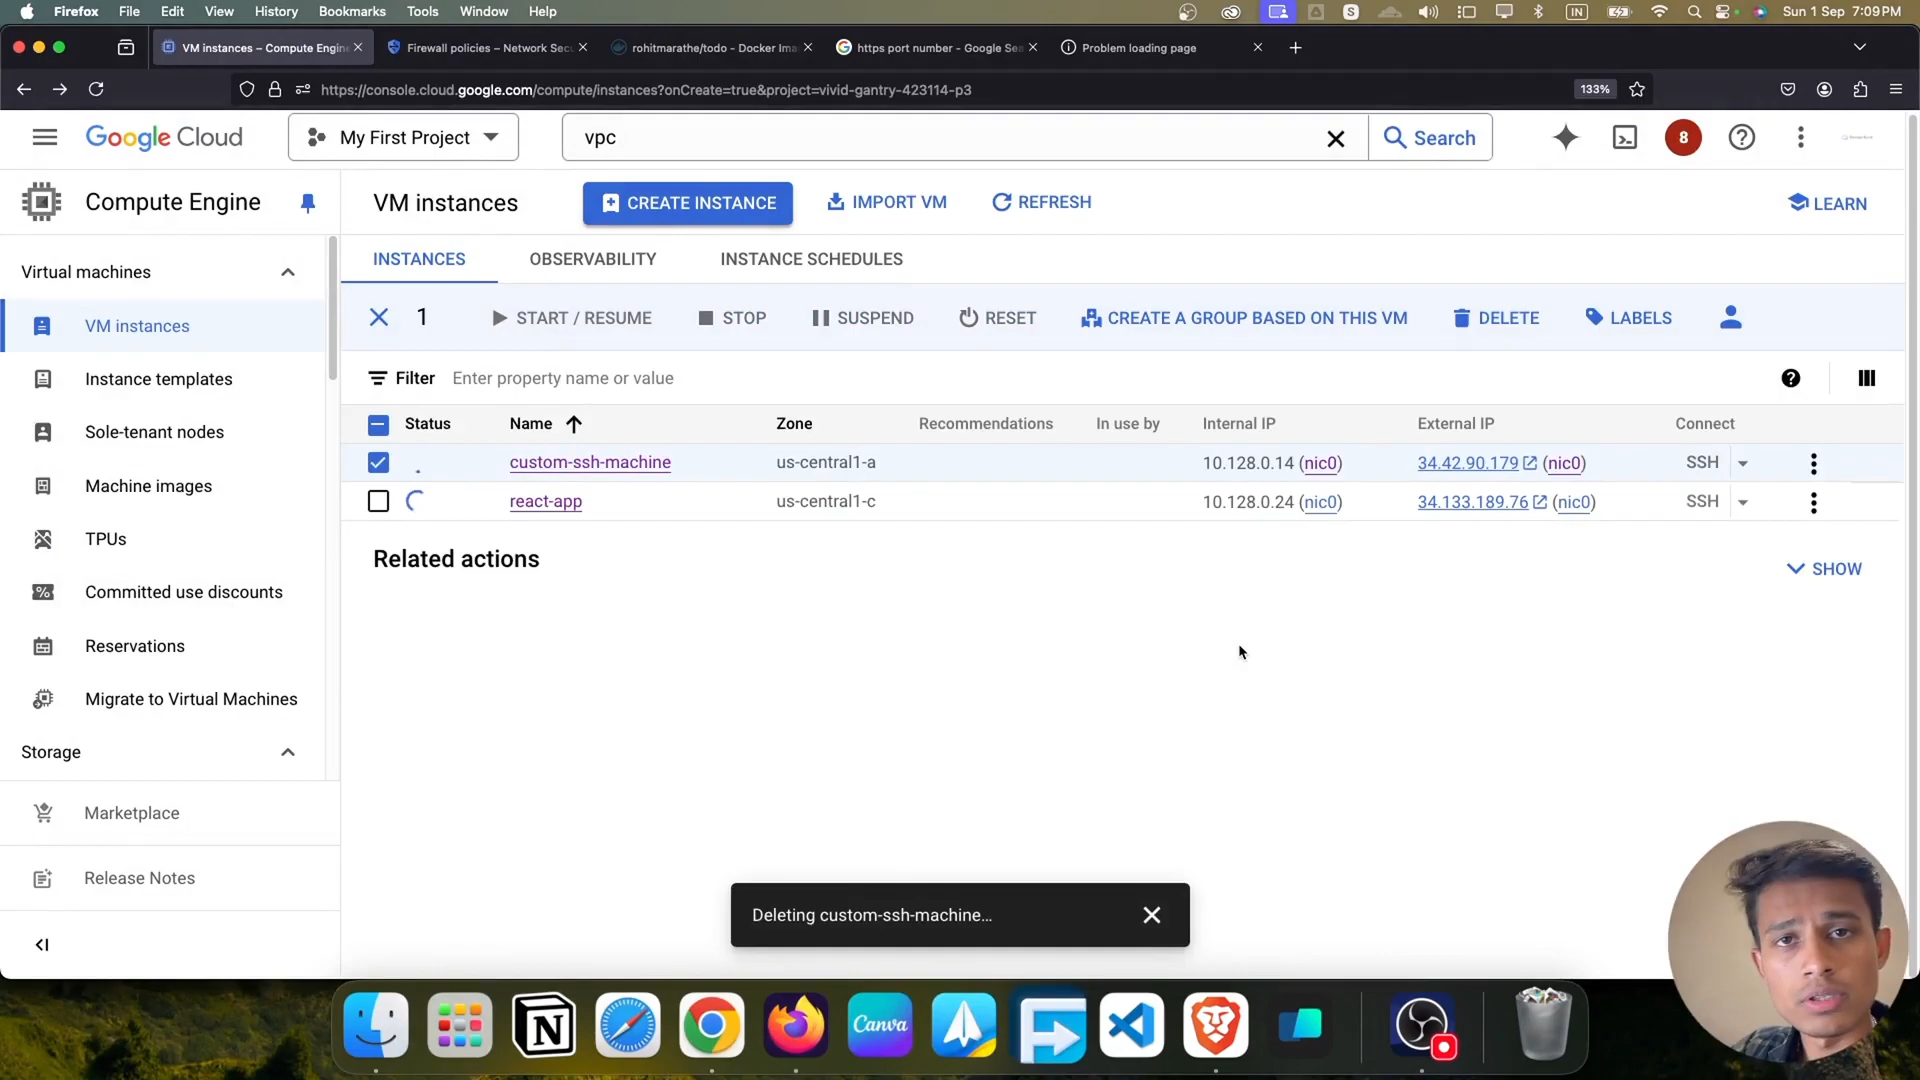 Firefox File Edit View History Bookmarks Tools Window Help
S
IN
Sun 1 Sep 7:09 PM
VM instances – Compute Engin
Firewall policies – Network Sec
rohitmarathe/todo - Docker Ima
https port number - Google Sea
Problem loading page
https://console.cloud.google.com/compute/instances?onCreate=true&project=vivid-gantry-423114-p3
133%
Google Cloud
My First Project
vpc
Search
8
Compute Engine
VM instances
CREATE INSTANCE
IMPORT VM
REFRESH
LEARN
Virtual machines
VM instances
Instance templates
Sole-tenant nodes
Machine images
TPUs
Committed use discounts
Reservations
Migrate to Virtual Machines
Storage
Marketplace
Release Notes
INSTANCES OBSERVABILITY INSTANCE SCHEDULES
1 START / RESUME STOP SUSPEND RESET CREATE A GROUP BASED ON THIS VM DELETE LABELS
Filter Enter property name or value
Status Name Zone Recommendations In use by Internal IP External IP Connect
custom-ssh-machine us-central1-a 10.128.0.14 (nic0) 34.42.90.179 (nic0) SSH
react-app us-central1-c 10.128.0.24 (nic0) 34.133.189.76 (nic0) SSH
Related actions
SHOW
Deleting custom-ssh-machine...
Canva